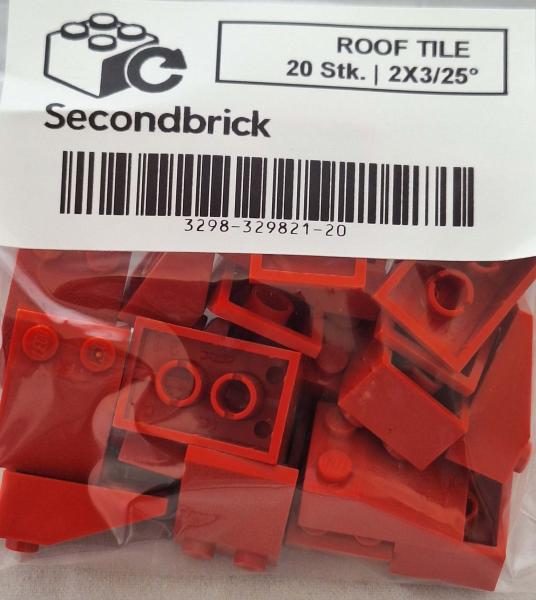 ROOF TILE
20 Stk. | 2X3/25°
Secondbrick
3298-329821-20